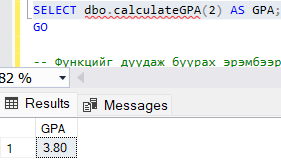 SELECT dbo.calculateGPA(2) AS GPA;
GO
-- Функцийг дуудаж буурах эрэмбээр
82 %
Results Messages
GPA
1 3.80